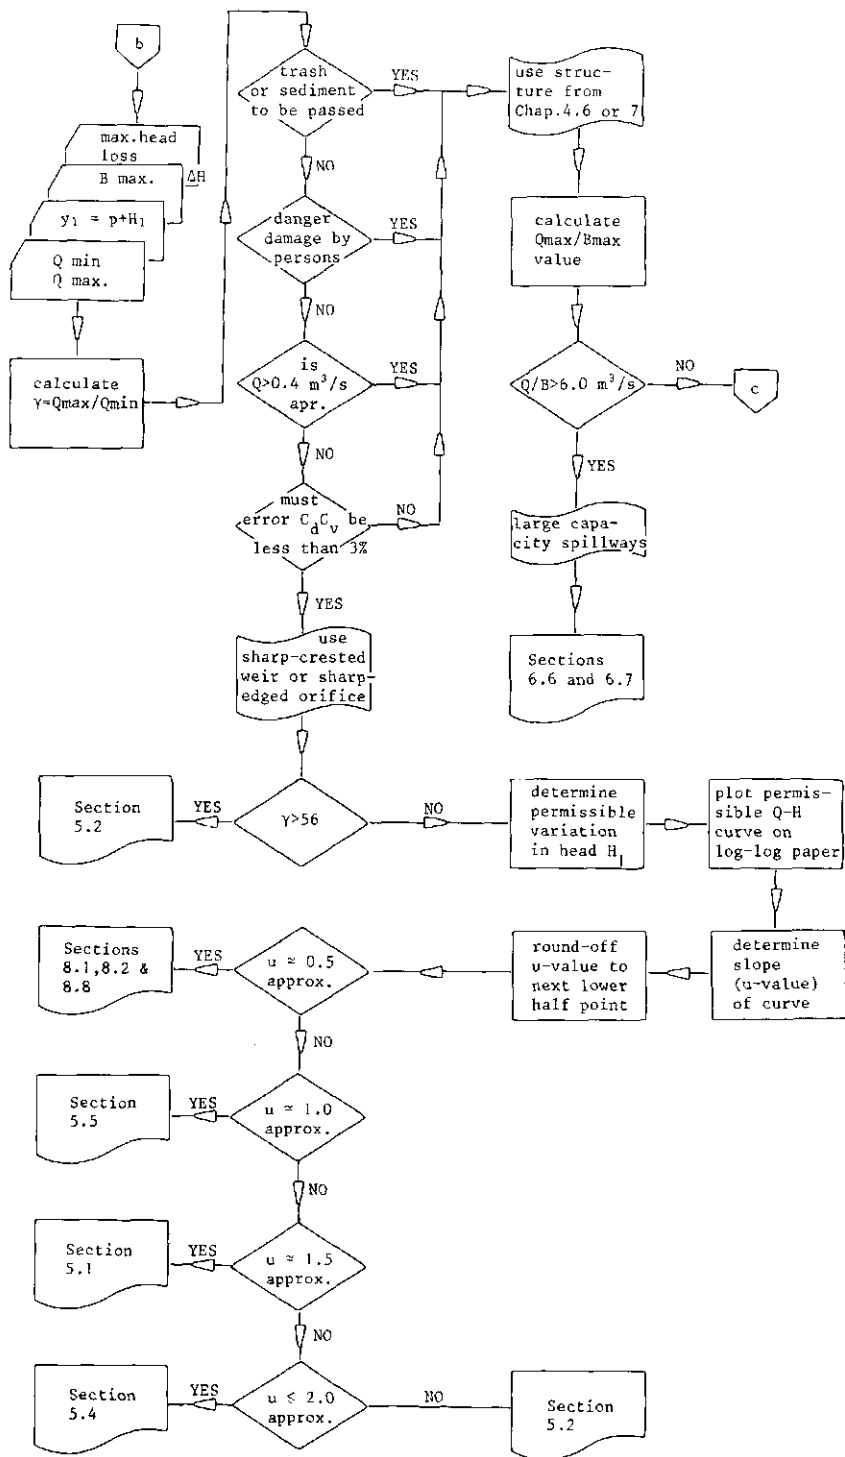 b
max.head
loss
B max.
ΔH
y₁ = p+H₁
Q min
Q max.
calculate
γ=Qmax/Qmin
trash
or sediment
to be passed
YES
NO
danger
damage by
persons
YES
NO
is
Q>0.4 m³/s
apr.
YES
NO
must
error C_dC_v be
less than 3%
NO
YES
use
sharp-crested
weir or sharp-
edged orifice
use struc-
ture from
Chap.4,6 or 7
calculate
Qmax/Bmax
value
Q/B>6.0 m³/s
NO
c
YES
large capa-
city spillways
Sections
6.6 and 6.7
γ>56
YES
Section
5.2
NO
determine
permissible
variation
in head H₁
plot permis-
sible Q-H
curve on
log-log paper
determine
slope
(u-value)
of curve
round-off
u-value to
next lower
half point
u ≃ 0.5
approx.
YES
Sections
8.1,8.2 &
8.8
NO
u ≃ 1.0
approx.
YES
Section
5.5
NO
u ≃ 1.5
approx.
YES
Section
5.1
NO
u ≤ 2.0
approx.
YES
Section
5.4
NO
Section
5.2